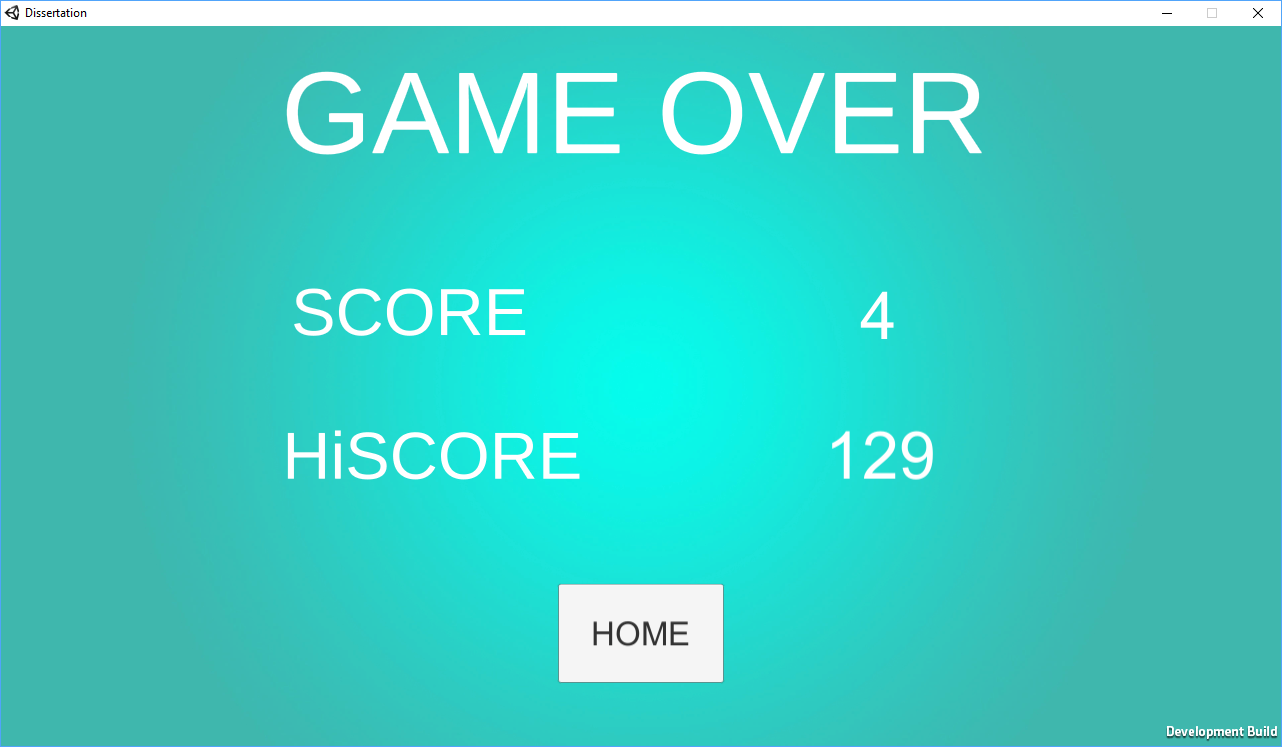 Dissertation
GAME OVER
SCORE 4
HiSCORE 129
HOME
Development Build